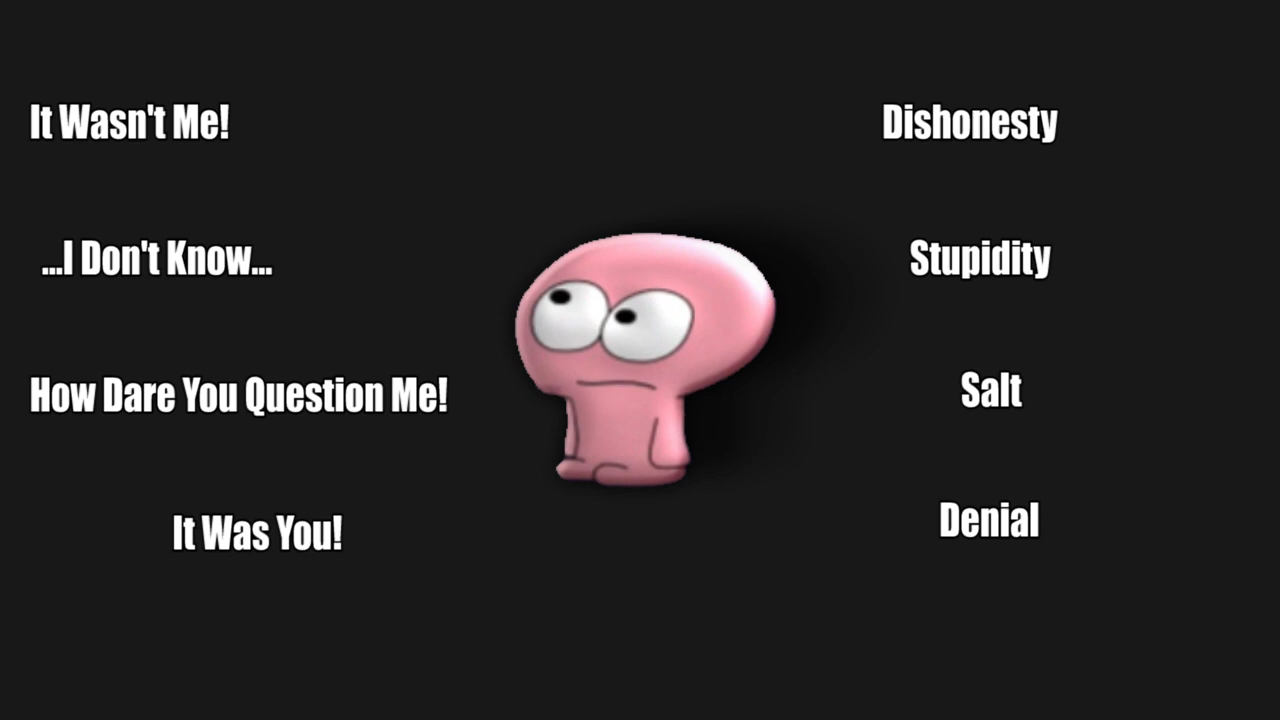 It Wasn't Me!
Dishonesty
...I Don't Know...
Stupidity
How Dare You Question Me!
Salt
It Was You!
Denial